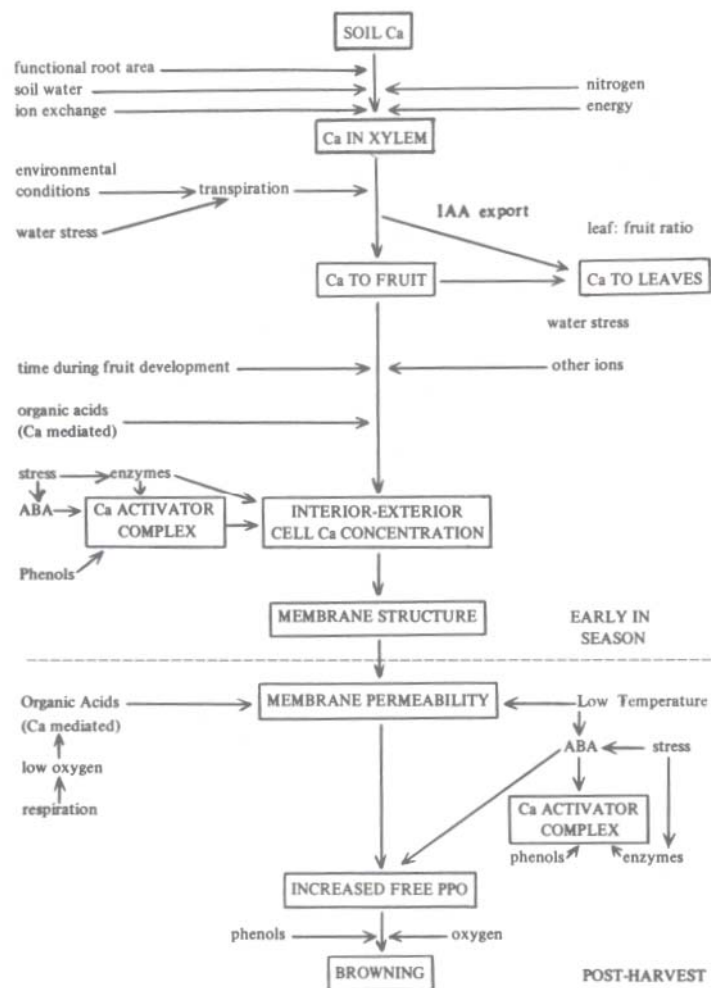 SOIL Ca
functional root area
soil water
nitrogen
ion exchange
energy
Ca IN XYLEM
environmental
conditions
transpiration
IAA export
water stress
leaf: fruit ratio
Ca TO FRUIT
Ca TO LEAVES
water stress
time during fruit development
other ions
organic acids
(Ca mediated)
stress
enzymes
ABA
Ca ACTIVATOR
COMPLEX
INTERIOR-EXTERIOR
CELL Ca CONCENTRATION
Phenols
MEMBRANE STRUCTURE
EARLY IN
SEASON
Organic Acids
(Ca mediated)
MEMBRANE PERMEABILITY
Low Temperature
ABA
stress
low oxygen
respiration
Ca ACTIVATOR
COMPLEX
phenols
enzymes
INCREASED FREE PPO
phenols
oxygen
BROWNING
POST-HARVEST